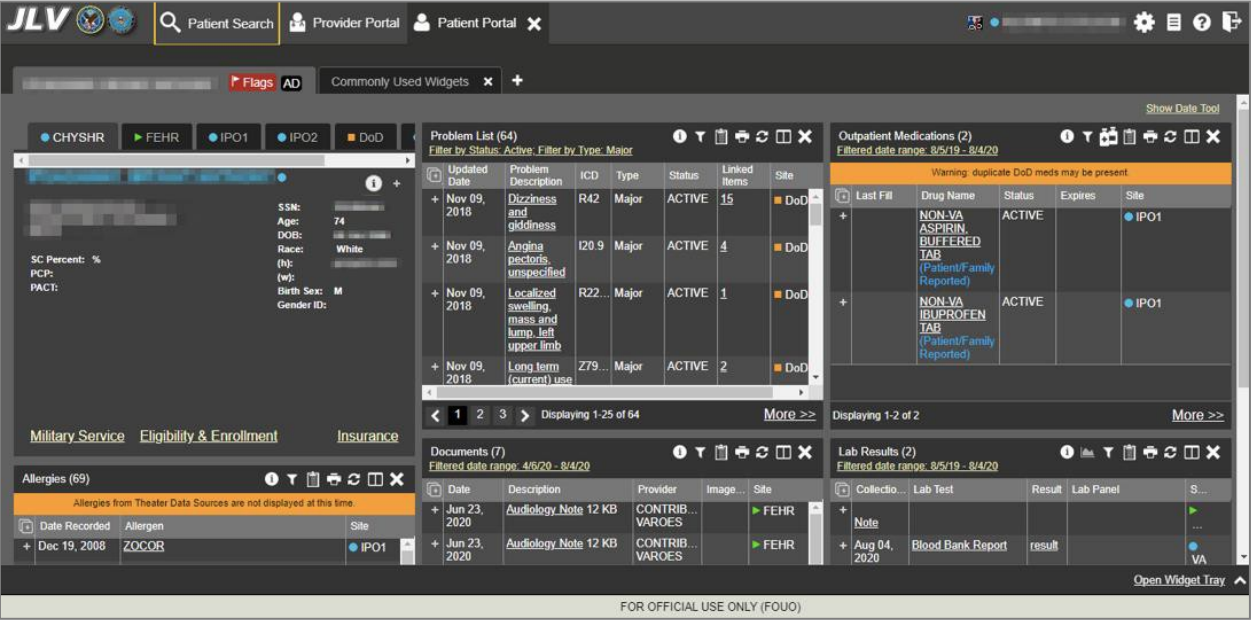 JLV Patient Search Provider Portal Patient Portal
Flags AD Commonly Used Widgets
Show Date Tool
CHYSHR FEHR IPO1 IPO2 DoD
SSN:
Age: 74
DOB:
Race: White
(h):
(w):
Birth Sex: M
Gender ID:
SC Percent: %
PCP:
PACT:
Military Service Eligibility & Enrollment Insurance
Allergies (69)
Allergies from Theater Data Sources are not displayed at this time.
Date Recorded Allergen Site
+ Dec 19, 2008 ZOCOR IPO1
Problem List (64)
Filter by Status: Active; Filter by Type: Major
Updated Date Problem Description ICD Type Status Linked Items Site
+ Nov 09, 2018 Dizziness and giddiness R42 Major ACTIVE 15 DoD
+ Nov 09, 2018 Angina pectoris, unspecified I20.9 Major ACTIVE 4 DoD
+ Nov 09, 2018 Localized swelling, mass and lump, left upper limb R22... Major ACTIVE 1 DoD
+ Nov 09, 2018 Long term (current) use Z79... Major ACTIVE 2 DoD
1 2 3 Displaying 1-25 of 64 More >>
Documents (7)
Filtered date range: 4/6/20 - 8/4/20
Date Description Provider Image... Site
+ Jun 23, 2020 Audiology Note 12 KB CONTRIB... VAROES FEHR
+ Jun 23, 2020 Audiology Note 12 KB CONTRIB... VAROES FEHR
Outpatient Medications (2)
Filtered date range: 8/5/19 - 8/4/20
Warning: duplicate DoD meds may be present.
Last Fill Drug Name Status Expires Site
+ NON-VA ASPIRIN, BUFFERED TAB (Patient/Family Reported) ACTIVE IPO1
+ NON-VA IBUPROFEN TAB (Patient/Family Reported) ACTIVE IPO1
Displaying 1-2 of 2 More >>
Lab Results (2)
Filtered date range: 8/5/19 - 8/4/20
Collectio... Lab Test Result Lab Panel S...
+ Note ...
+ Aug 04, 2020 Blood Bank Report result VA
Open Widget Tray
FOR OFFICIAL USE ONLY (FOUO)